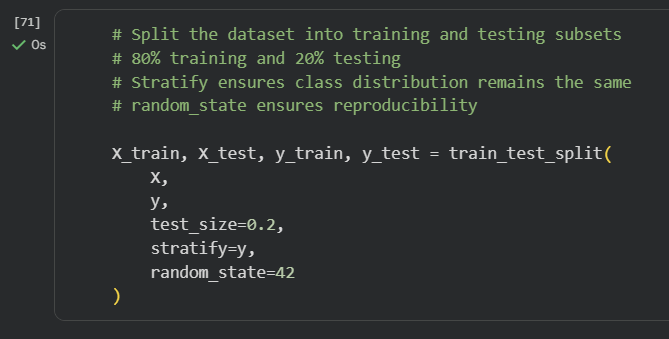 [71]
0s
# Split the dataset into training and testing subsets
# 80% training and 20% testing
# Stratify ensures class distribution remains the same
# random_state ensures reproducibility
X_train, X_test, y_train, y_test = train_test_split(
    X,
    y,
    test_size=0.2,
    stratify=y,
    random_state=42
)